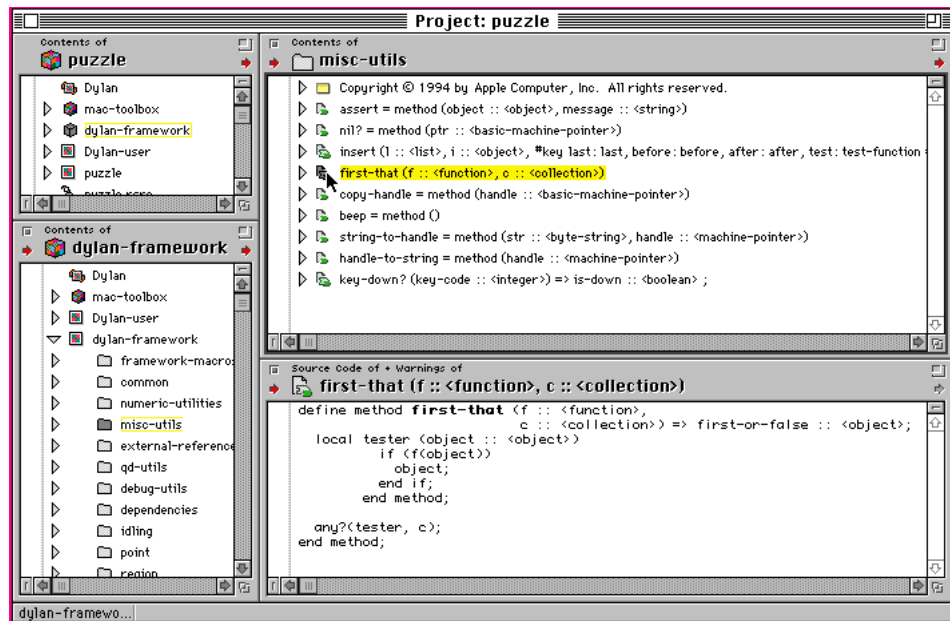 Project: puzzle
Contents of
puzzle
Dylan
mac-toolbox
dylan-framework
Dylan-user
puzzle
puzzle.rsrc
Contents of
dylan-framework
Dylan
mac-toolbox
Dylan-user
dylan-framework
framework-macros
common
numeric-utilities
misc-utils
external-reference
qd-utils
debug-utils
dependencies
idling
point
region
Contents of
misc-utils
Copyright © 1994 by Apple Computer, Inc. All rights reserved.
assert = method (object :: <object>, message :: <string>)
nil? = method (ptr :: <basic-machine-pointer>)
insert (l :: <list>, i :: <object>, #key last: last, before: before, after: after, test: test-function =
first-that (f :: <function>, c :: <collection>)
copy-handle = method (handle :: <basic-machine-pointer>)
beep = method ()
string-to-handle = method (str :: <byte-string>, handle :: <machine-pointer>)
handle-to-string = method (handle :: <machine-pointer>)
key-down? (key-code :: <integer>) => is-down :: <boolean> ;
Source Code of + Warnings of
first-that (f :: <function>, c :: <collection>)
define method first-that (f :: <function>,
c :: <collection>) => first-or-false :: <object>;
local tester (object :: <object>)
if (f(object))
object;
end if;
end method;
any?(tester, c);
end method;
dylan-framewo...